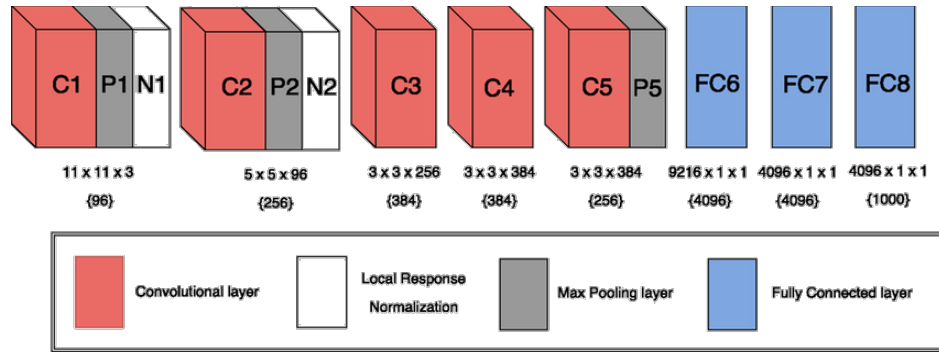 C1 P1 N1 C2 P2 N2 C3 C4 C5 P5 FC6 FC7 FC8
11 x 11 x 3 5 x 5 x 96 3 x 3 x 256 3 x 3 x 384 3 x 3 x 384 9216 x 1 x 1 4096 x 1 x 1 4096 x 1 x 1
{96} {256} {384} {384} {256} {4096} {4096} {1000}
Convolutional layer
Local Response
Normalization
Max Pooling layer
Fully Connected layer